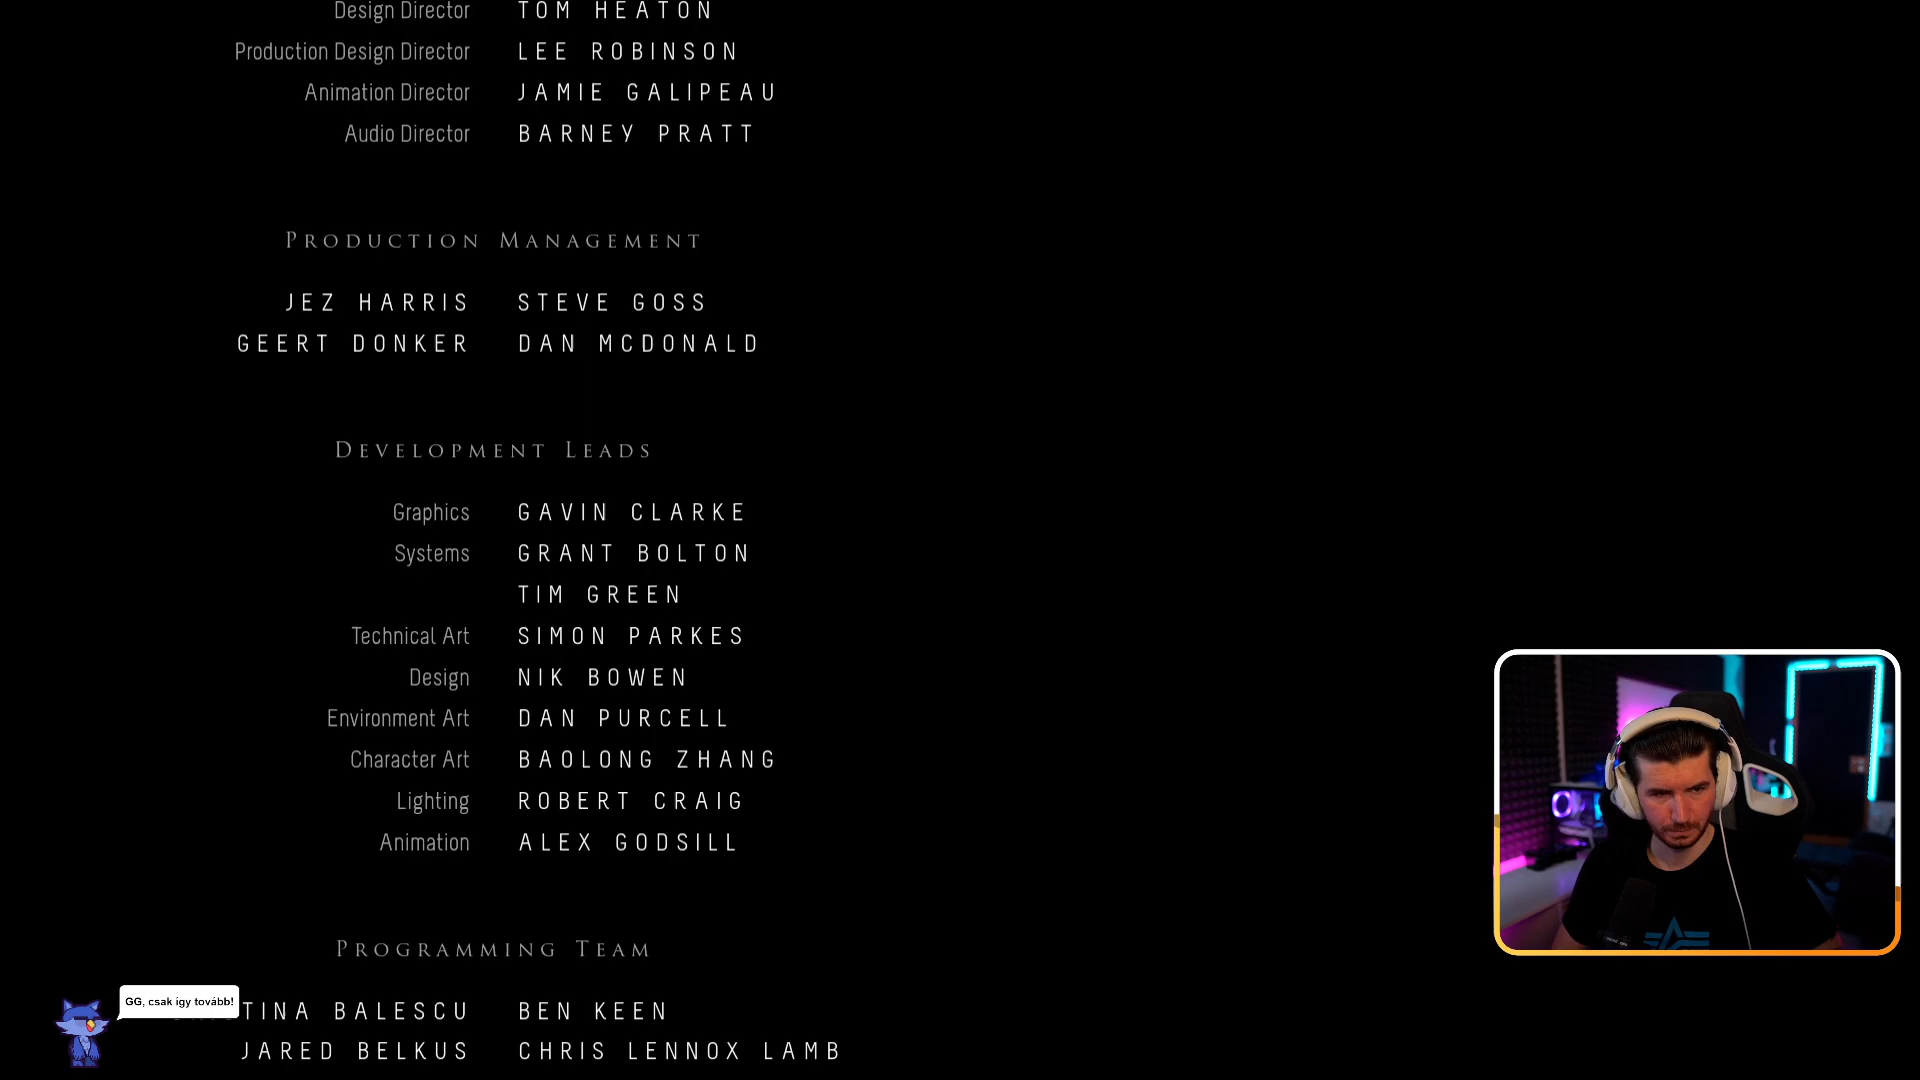 Design Director TOM HEATON
Production Design Director LEE ROBINSON
Animation Director JAMIE GALIPEAU
Audio Director BARNEY PRATT
PRODUCTION MANAGEMENT
JEZ HARRIS STEVE GOSS
GEERT DONKER DAN MCDONALD
DEVELOPMENT LEADS
Graphics GAVIN CLARKE
Systems GRANT BOLTON
TIM GREEN
Technical Art SIMON PARKES
Design NIK BOWEN
Environment Art DAN PURCELL
Character Art BAOLONG ZHANG
Lighting ROBERT CRAIG
Animation ALEX GODSILL
PROGRAMMING TEAM
GG, csak így tovább!
BALESCU BEN KEEN
JARED BELKUS CHRIS LENNOX LAMB